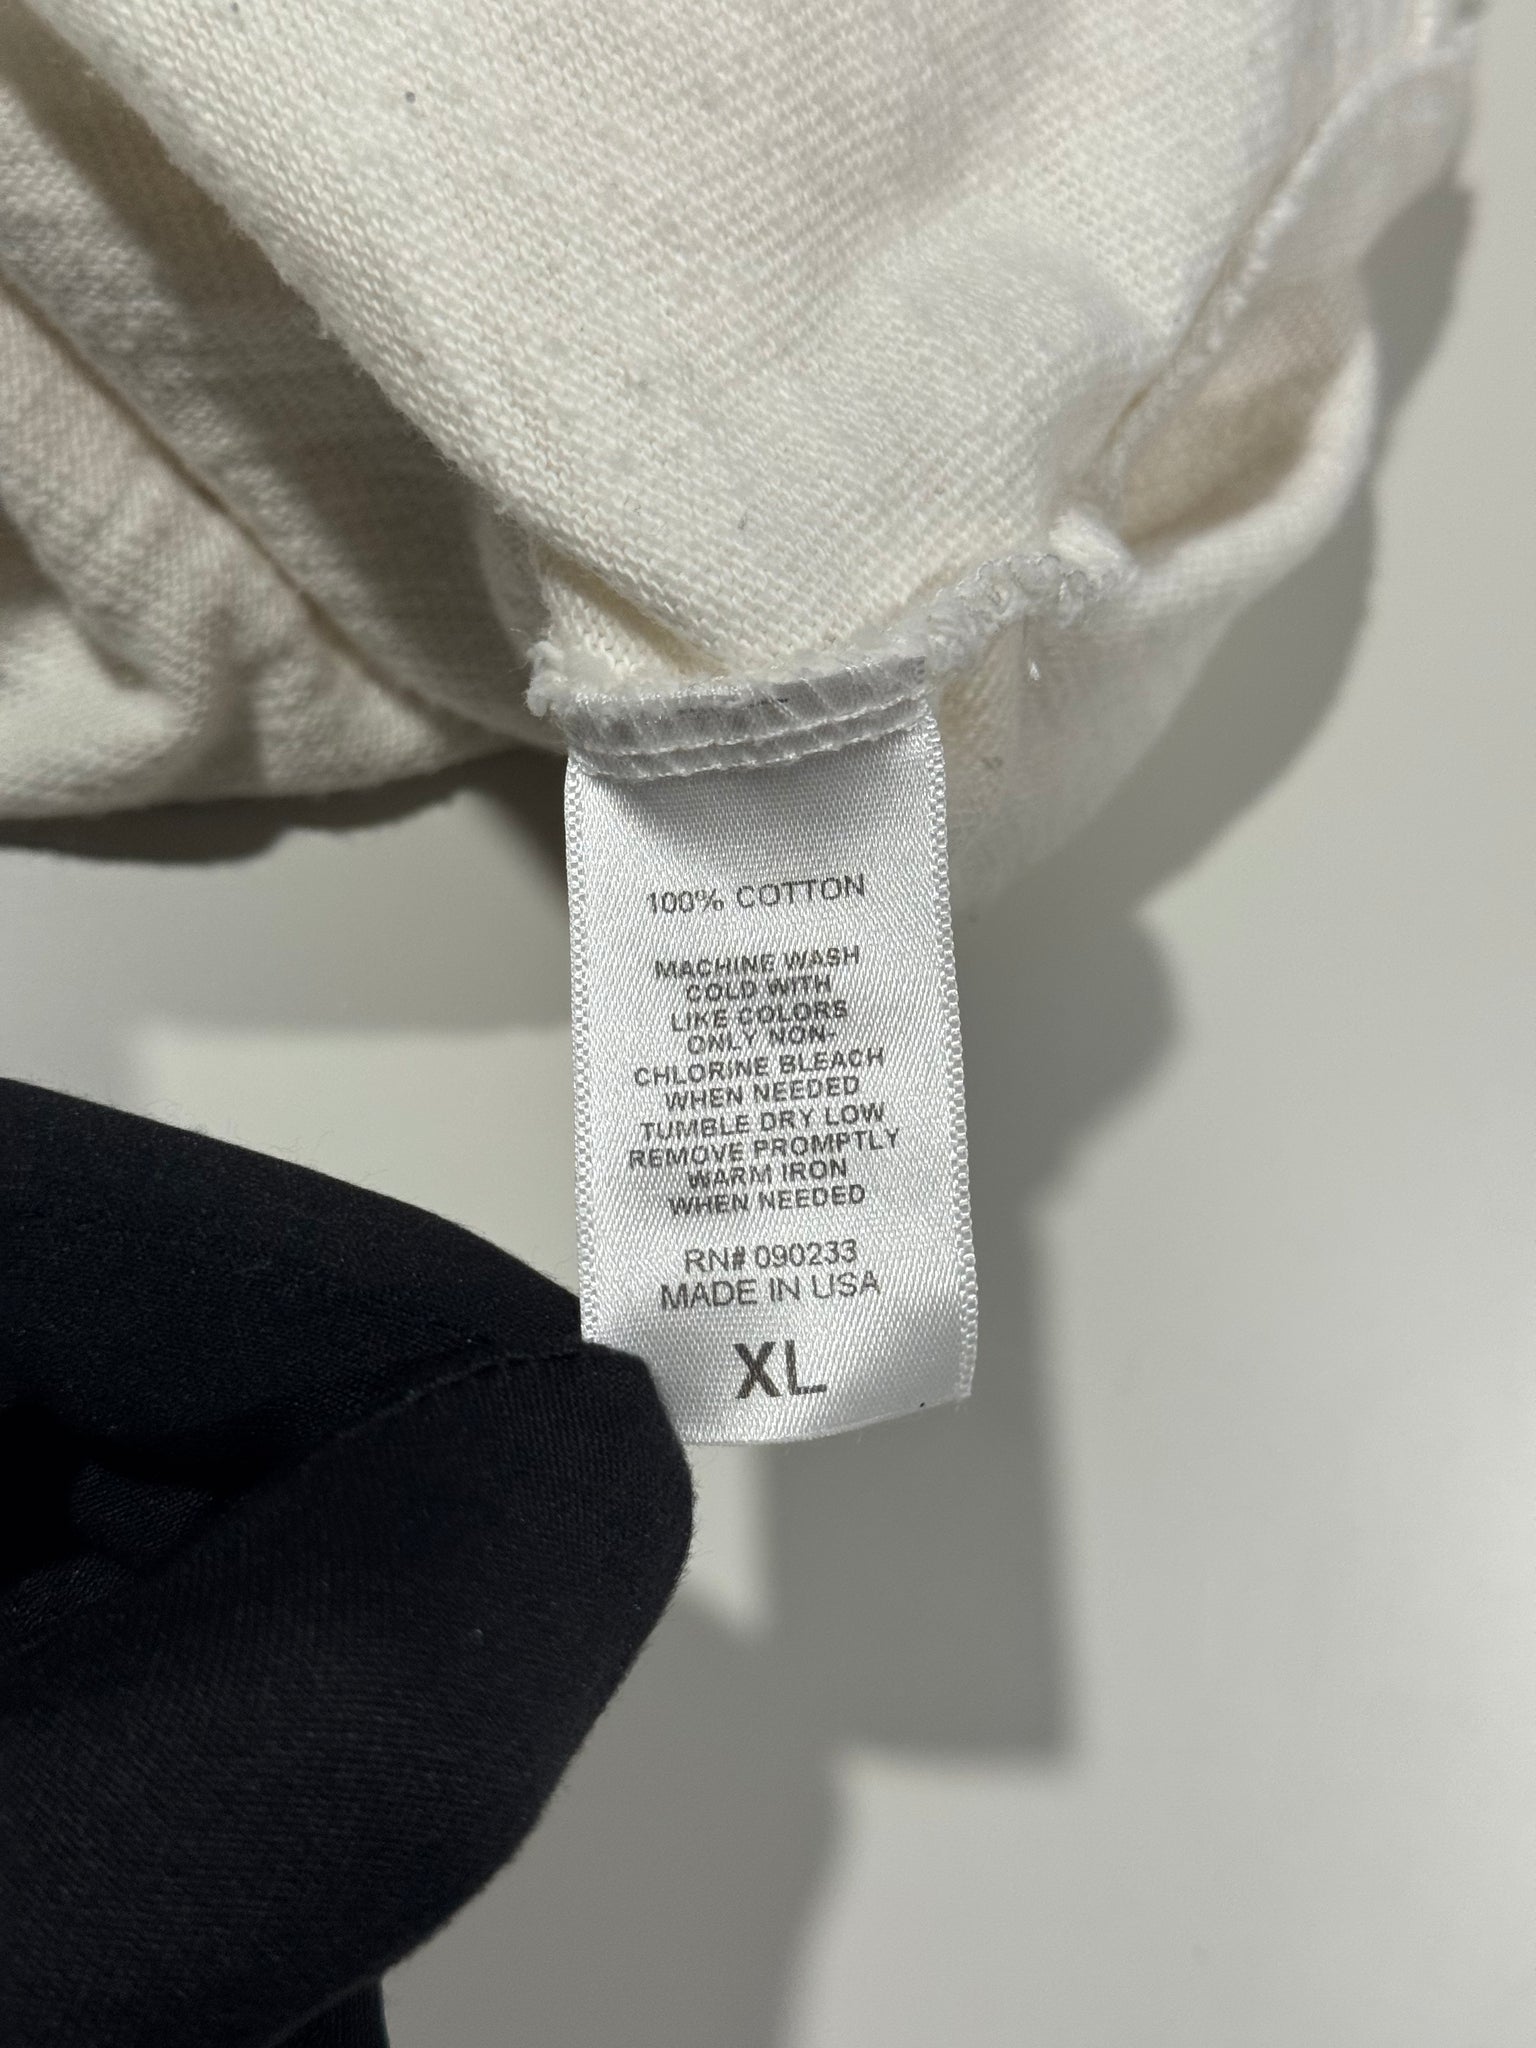 100% COTTON
MACHINE WASH
COLD WITH
LIKE COLORS
ONLY NON-
CHLORINE BLEACH
WHEN NEEDED
TUMBLE DRY LOW
REMOVE PROMPTLY
WARM IRON
WHEN NEEDED
RN# 090233
MADE IN USA
XL